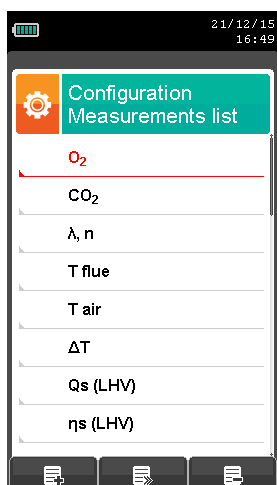 21/12/15
16:49
Configuration
Measurements list
O₂
CO₂
λ, n
T flue
T air
ΔT
Qs (LHV)
ηs (LHV)